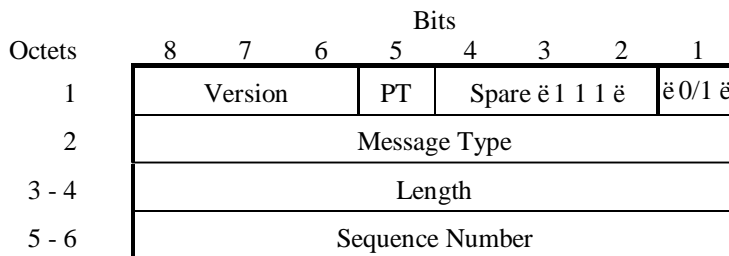 Bits
Octets 8 7 6 5 4 3 2 1
1 Version PT Spare ë 1 1 1 ë ë 0/1 ë
2 Message Type
3 - 4 Length
5 - 6 Sequence Number